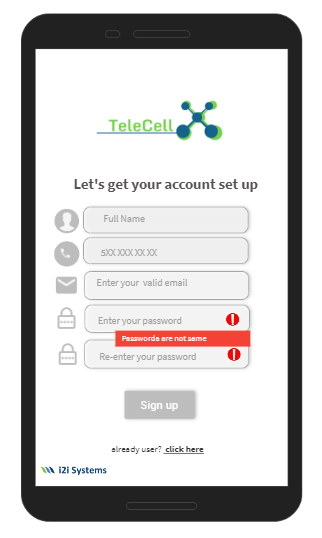 TeleCell
Let's get your account set up
Full Name
5XX XXX XX XX
Enter your valid email
Enter your password
Passwords are not same
Re-enter your password
Sign up
already user? click here
i2i Systems